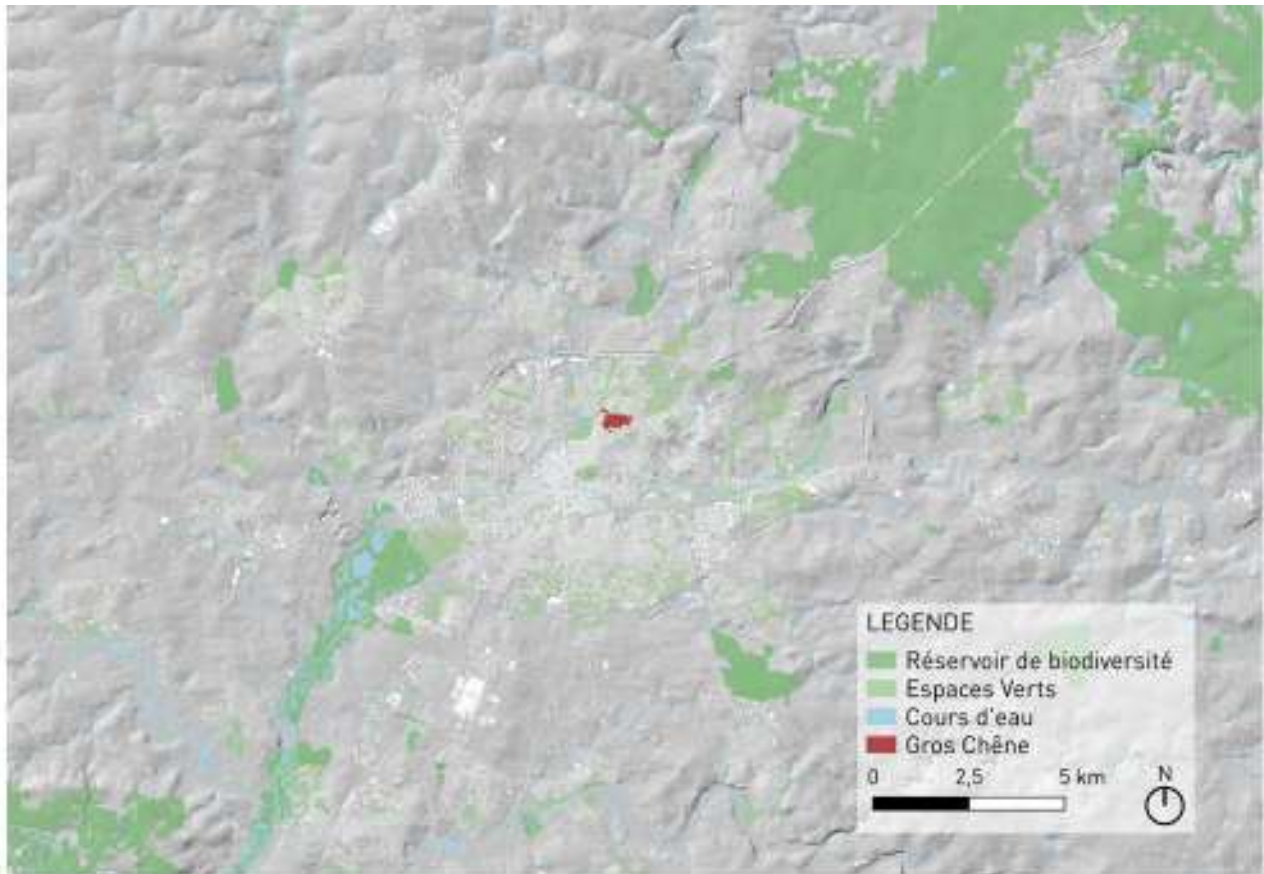 LEGENDE
Réservoir de biodiversité
Espaces Verts
Cours d'eau
Gros Chêne
0 2,5 5 km
N